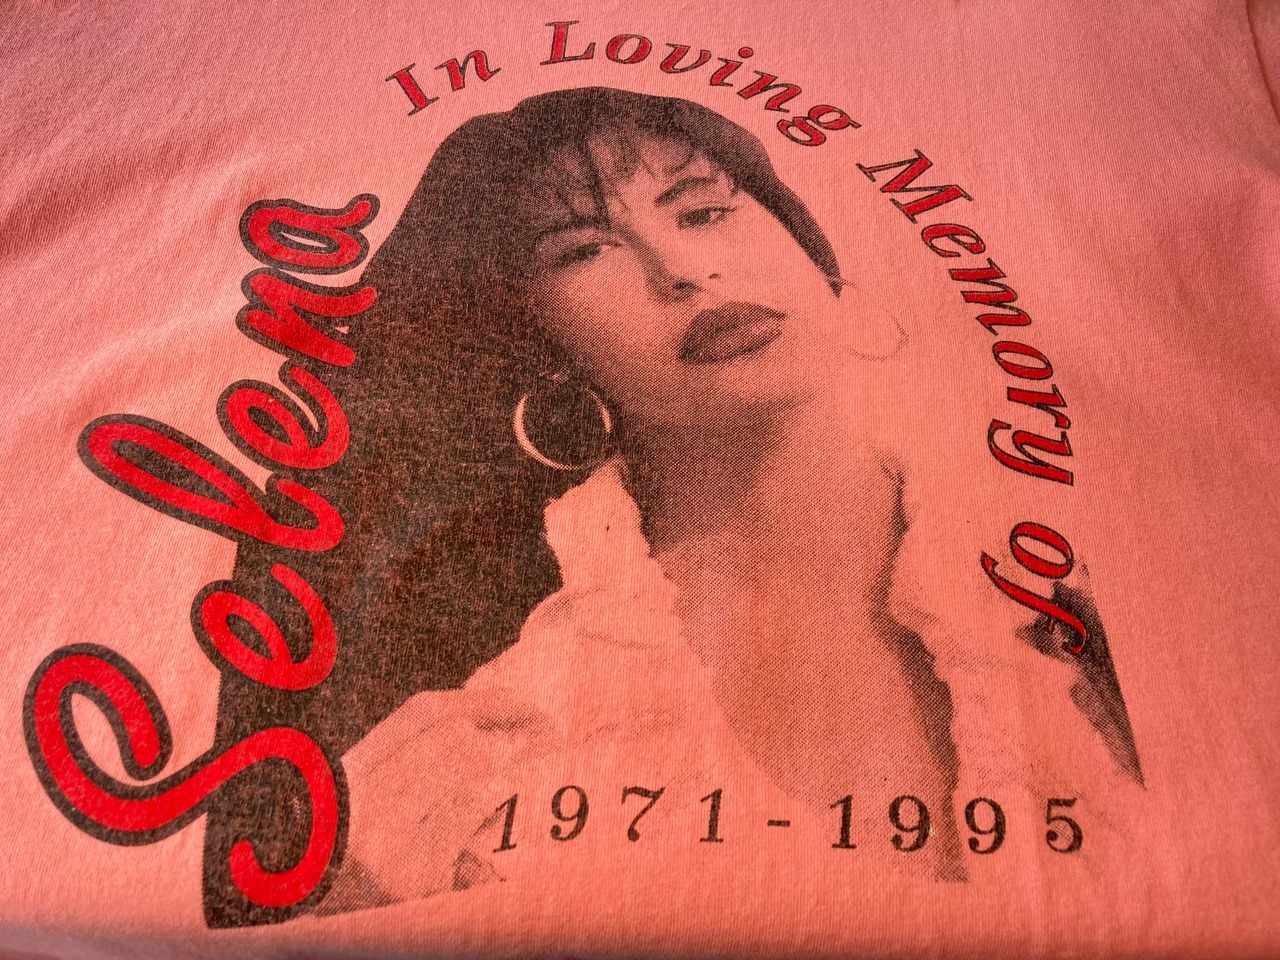 In Loving Memory of
Selena
1971-1995